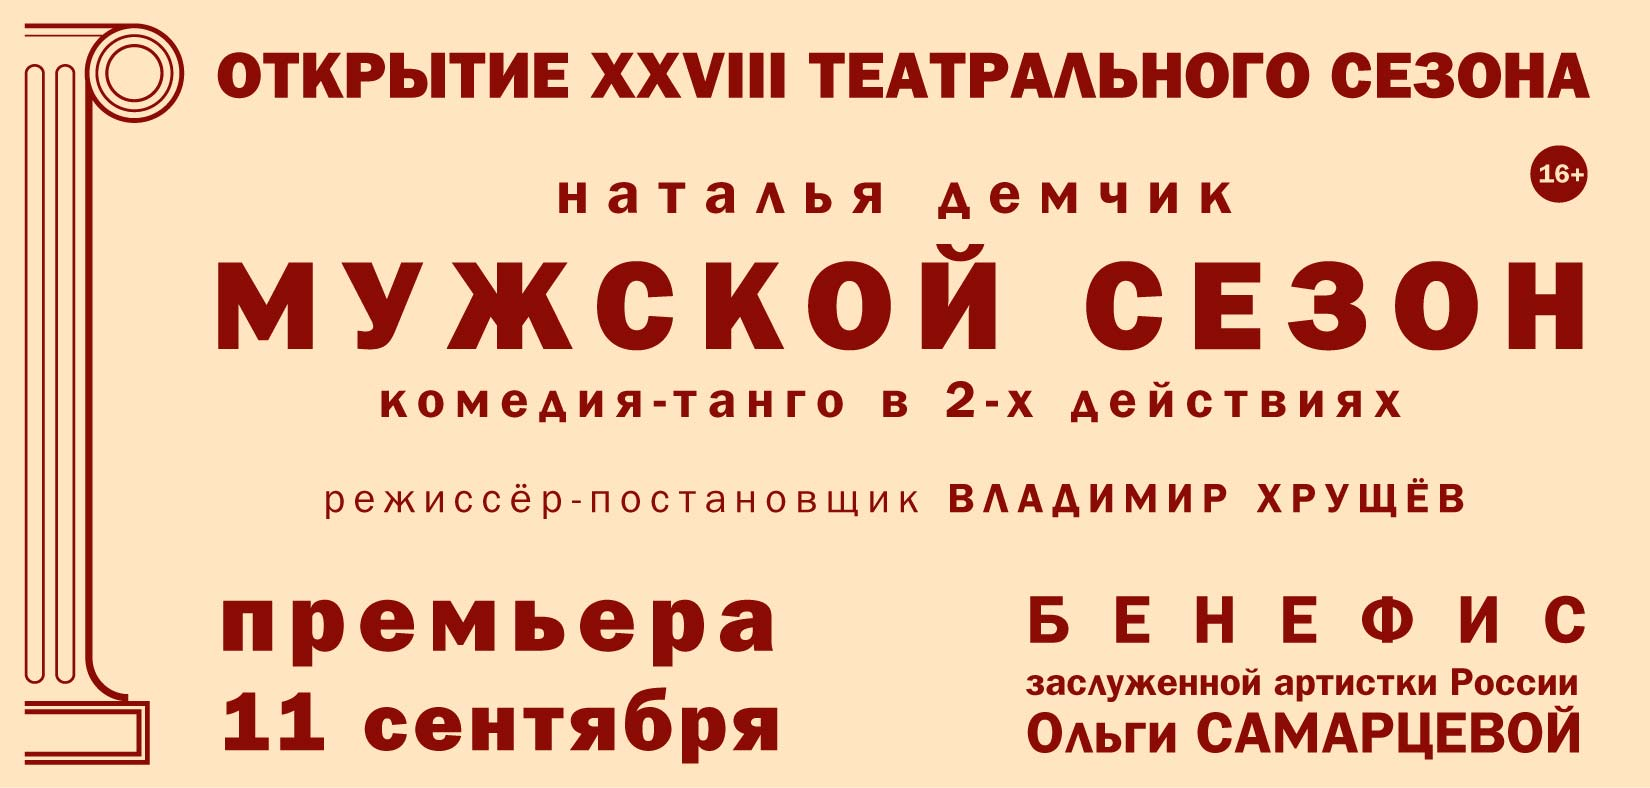 ОТКРЫТИЕ XXVIII ТЕАТРАЛЬНОГО СЕЗОНА
16+
наталья демчик
МУЖСКОЙ СЕЗОН
комедия-танго в 2-х действиях
режиссёр-постановщик ВЛАДИМИР ХРУЩЁВ
премьера
11 сентября
БЕНЕФИС
заслуженной артистки России
Ольги САМАРЦЕВОЙ